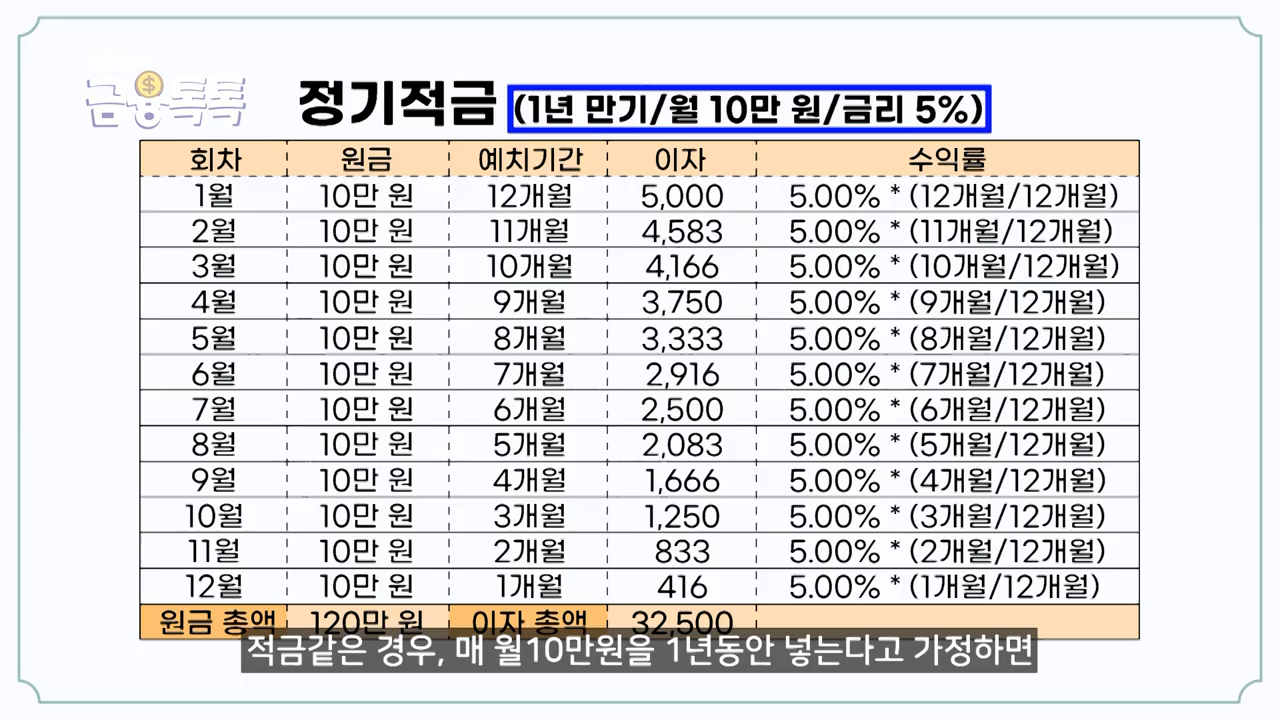 금융톡톡
정기적금 (1년 만기/월 10만 원/금리 5%)
회차 원금 예치기간 이자 수익률
1월 10만 원 12개월 5,000 5.00% * (12개월/12개월)
2월 10만 원 11개월 4,583 5.00% * (11개월/12개월)
3월 10만 원 10개월 4,166 5.00% * (10개월/12개월)
4월 10만 원 9개월 3,750 5.00% * (9개월/12개월)
5월 10만 원 8개월 3,333 5.00% * (8개월/12개월)
6월 10만 원 7개월 2,916 5.00% * (7개월/12개월)
7월 10만 원 6개월 2,500 5.00% * (6개월/12개월)
8월 10만 원 5개월 2,083 5.00% * (5개월/12개월)
9월 10만 원 4개월 1,666 5.00% * (4개월/12개월)
10월 10만 원 3개월 1,250 5.00% * (3개월/12개월)
11월 10만 원 2개월 833 5.00% * (2개월/12개월)
12월 10만 원 1개월 416 5.00% * (1개월/12개월)
원금 총액 120만 원 이자 총액 32,500
적금같은 경우, 매 월10만원을 1년동안 넣는다고 가정하면